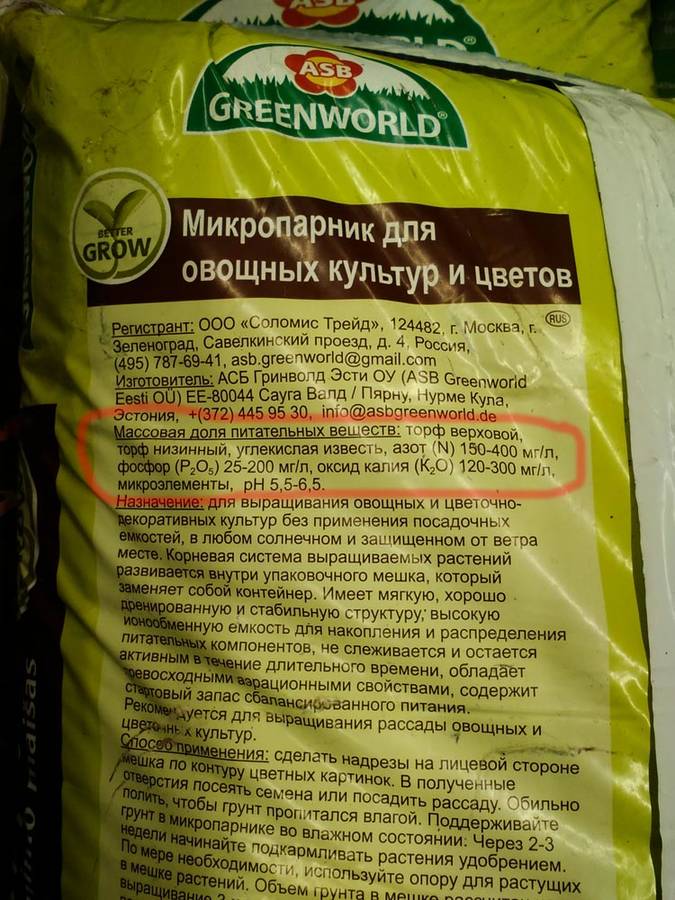 ASB
ASB
GREENWORLD
BETTER
GROW
Микропарник для
овощных культур и цветов
RUS
Регистрант: ООО «Соломис Трейд», 124482, г. Москва, г.
Зеленоград, Савелкинский проезд, д. 4, Россия,
(495) 787-69-41, asb.greenworld@gmail.com
Изготовитель: АСБ Гринволд Эсти ОУ (ASB Greenworld
Eesti OÜ) EE-80044 Сауга Валд / Пярну, Нурме Кула,
Эстония, +(372) 445 95 30, info@asbgreenworld.de
Массовая доля питательных веществ: торф верховой,
торф низинный, углекислая известь, азот (N) 150-400 мг/л,
фосфор (P₂O₅) 25-200 мг/л, оксид калия (K₂O) 120-300 мг/л,
микроэлементы, pH 5,5-6,5.
Назначение: для выращивания овощных и цветочно-
декоративных культур без применения посадочных
емкостей, в любом солнечном и защищенном от ветра
месте. Корневая система выращиваемых растений
развивается внутри упаковочного мешка, который
заменяет собой контейнер. Имеет мягкую, хорошо
дренированную и стабильную структуру, высокую
ионообменную емкость для накопления и распределения
питательных компонентов, не слеживается и остается
активным в течение длительного времени, обладает
превосходными аэрационными свойствами, содержит
стартовый запас сбалансированного питания.
Рекомендуется для выращивания рассады овощных и
цветочных культур.
Способ применения: сделать надрезы на лицевой стороне
мешка по контуру цветных картинок. В полученные
отверстия посеять семена или посадить рассаду. Обильно
полить, чтобы грунт пропитался влагой. Поддерживайте
грунт в микропарнике во влажном состоянии. Через 2-3
недели начинайте подкармливать растения удобрением.
По мере необходимости, используйте опору для растущих
в мешке растений. Объем грунта в мешке
выращивание